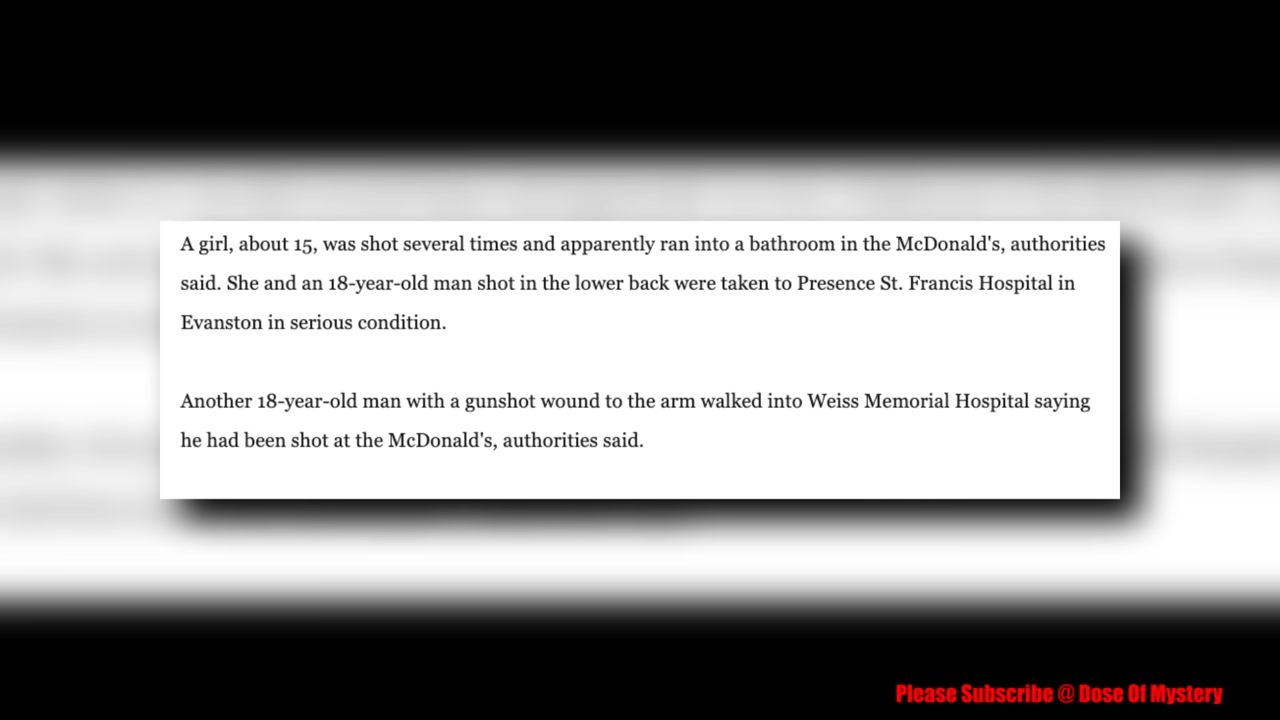 A girl, about 15, was shot several times and apparently ran into a bathroom in the McDonald's, authorities
said. She and an 18-year-old man shot in the lower back were taken to Presence St. Francis Hospital in
Evanston in serious condition.
Another 18-year-old man with a gunshot wound to the arm walked into Weiss Memorial Hospital saying
he had been shot at the McDonald's, authorities said.
Please Subscribe @ Dose Of Mystery